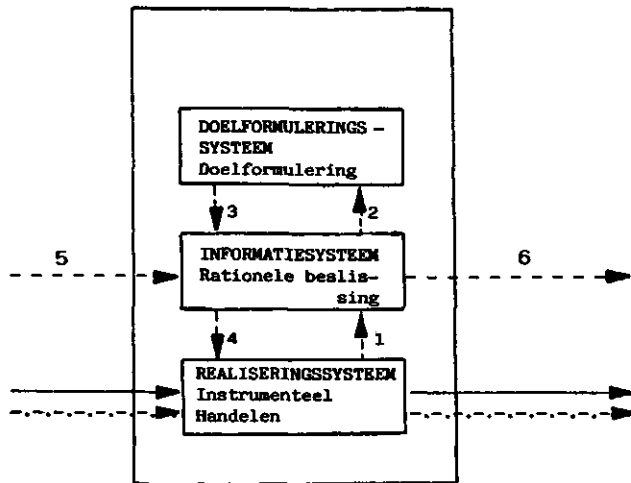 DOELFORMULERINGS -
SYSTEEM
Doelformulering
3
2
5
INFORMATIESYSTEEM
Rationele beslis-
sing
6
4
1
REALISERINGSSYSTEEM
Instrumenteel
Handelen